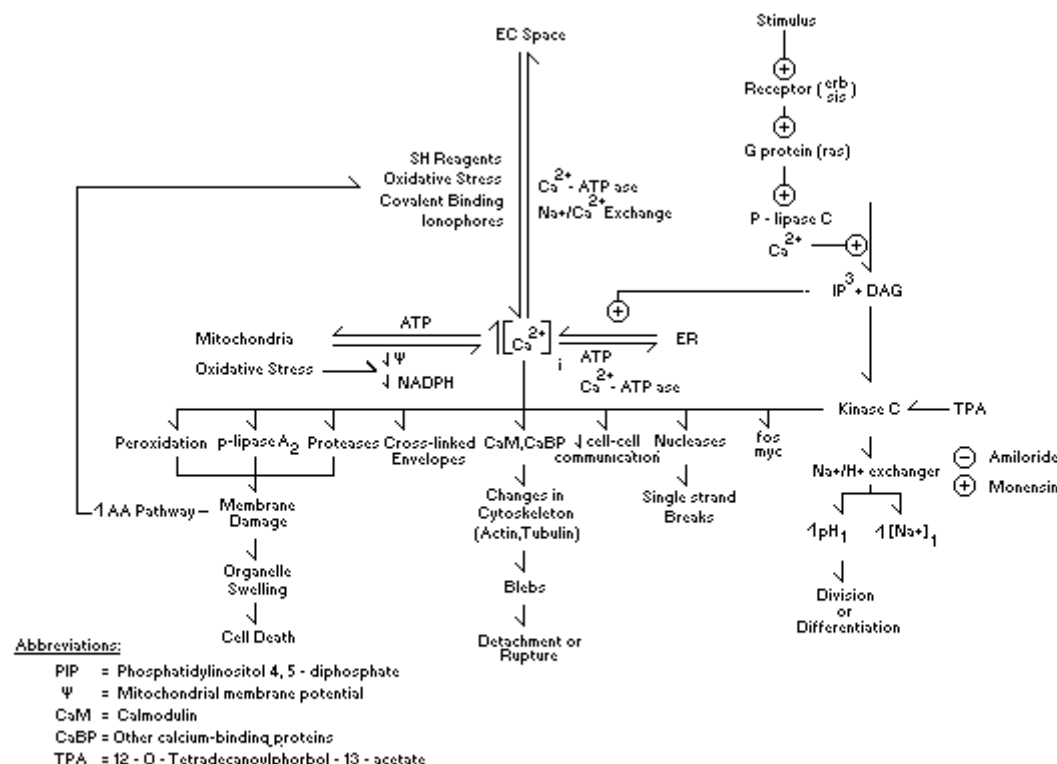 EC Space
Stimulus
+
Receptor (erb
sis)
+
G protein (ras)
+
P - lipase C
Ca2+
+
IP3 + DAG
SH Reagents
Oxidative Stress
Covalent Binding
Ionophores
Ca2+ - ATP ase
Na+/Ca2+ Exchange
+
Mitochondria
ATP
[Ca2+]i
ER
ATP
Ca2+ - ATP ase
Oxidative Stress
↓ Ψ
↓ NADPH
Kinase C
TPA
Peroxidation
p-lipase A2
Proteases
Cross-linked
Envelopes
CaM, CaBP
↓ cell-cell
communication
Nucleases
fos
myc
Na+/H+ exchanger
- Amiloride
+ Monensin
1 AA Pathway
Membrane
Damage
Changes in
Cytoskeleton
(Actin,Tubulin)
Single strand
Breaks
1 pH1
1 [Na+]1
Organelle
Swelling
Blebs
Division
or
Differentiation
Cell Death
Detachment or
Rupture
Abbreviations:
PIP = Phosphatidylinositol 4, 5 - diphosphate
Ψ = Mitochondrial membrane potential
CaM = Calmodulin
CaBP = Other calcium-binding proteins
TPA = 12 - O - Tetradecanoulphorbol - 13 - acetate